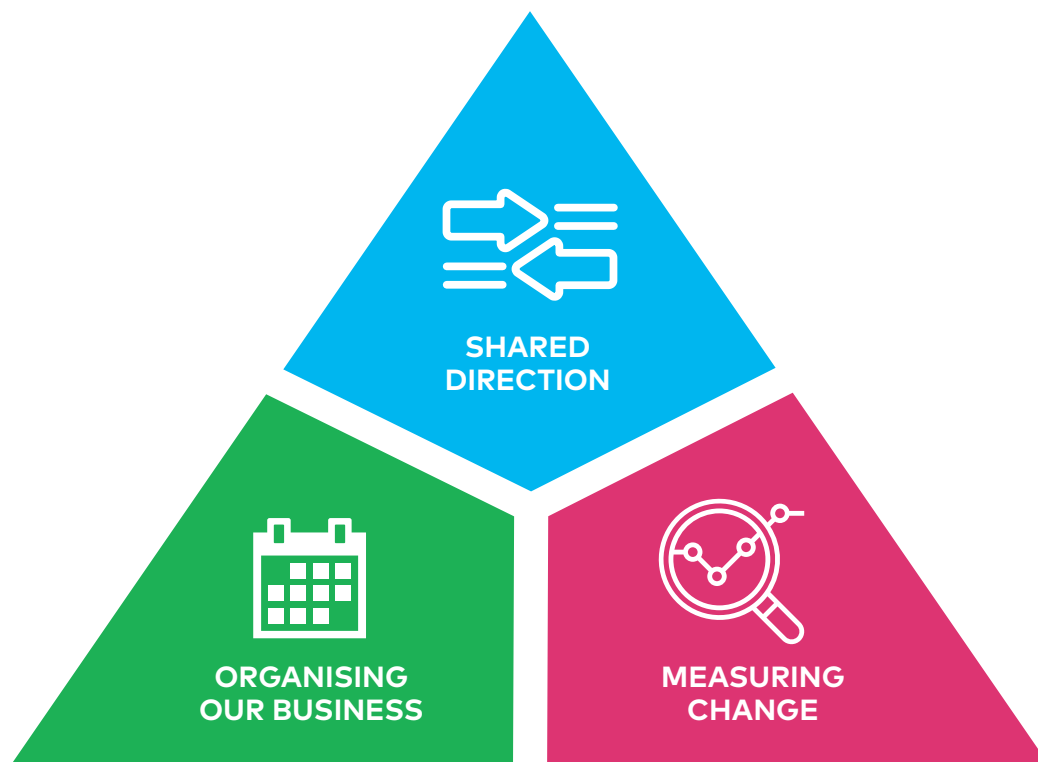 SHARED
DIRECTION
ORGANISING
OUR BUSINESS
MEASURING
CHANGE